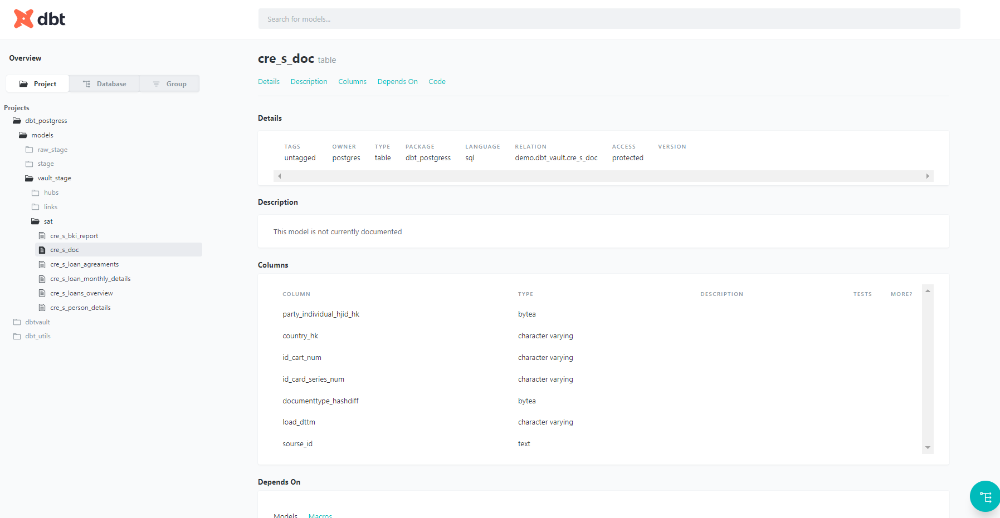 dbt
Search for models...
Overview
Project Database Group
Projects
dbt_postgress
models
raw_stage
stage
vault_stage
hubs
links
sat
cre_s_bki_report
cre_s_doc
cre_s_loan_agreaments
cre_s_loan_monthly_details
cre_s_loans_overview
cre_s_person_details
dbtvault
dbt_utils
cre_s_doc table
Details Description Columns Depends On Code
Details
TAGS OWNER TYPE PACKAGE LANGUAGE RELATION ACCESS VERSION
untagged postgres table dbt_postgress sql demo.dbt_vault.cre_s_doc protected
Description
This model is not currently documented
Columns
COLUMN TYPE DESCRIPTION TESTS MORE?
party_individual_hjid_hk bytea
country_hk character varying
id_cart_num character varying
id_card_series_num character varying
documenttype_hashdiff bytea
load_dttm character varying
sourse_id text
Depends On
Models Macros